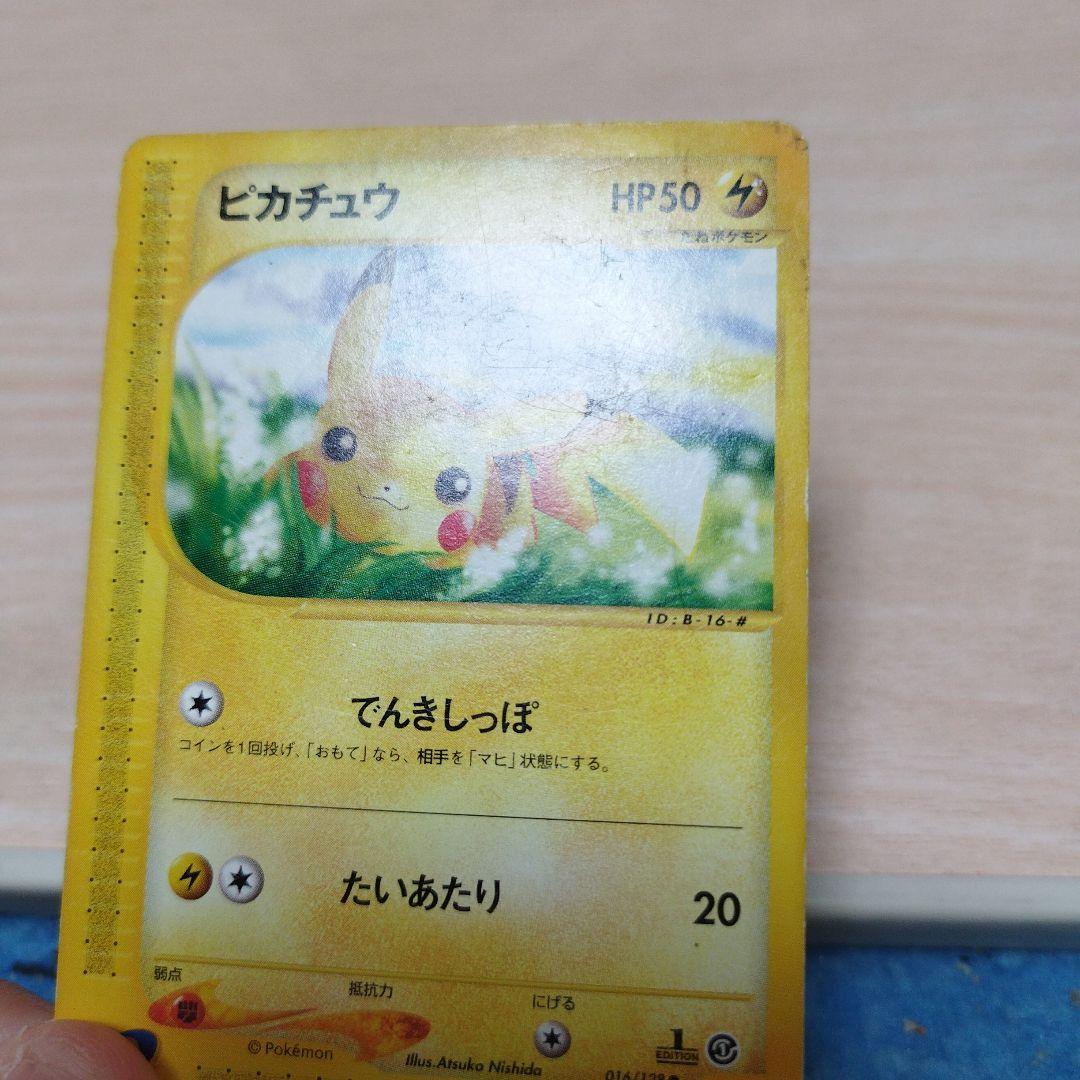 ピカチュウ HP50
たねポケモン
ID:B-16-#
でんきしっぽ
コインを1回投げ、「おもて」なら、相手を「マヒ」状態にする。
たいあたり 20
弱点 抵抗力 にげる
©Pokémon
Illus.Atsuko Nishida
1 EDITION
016/128